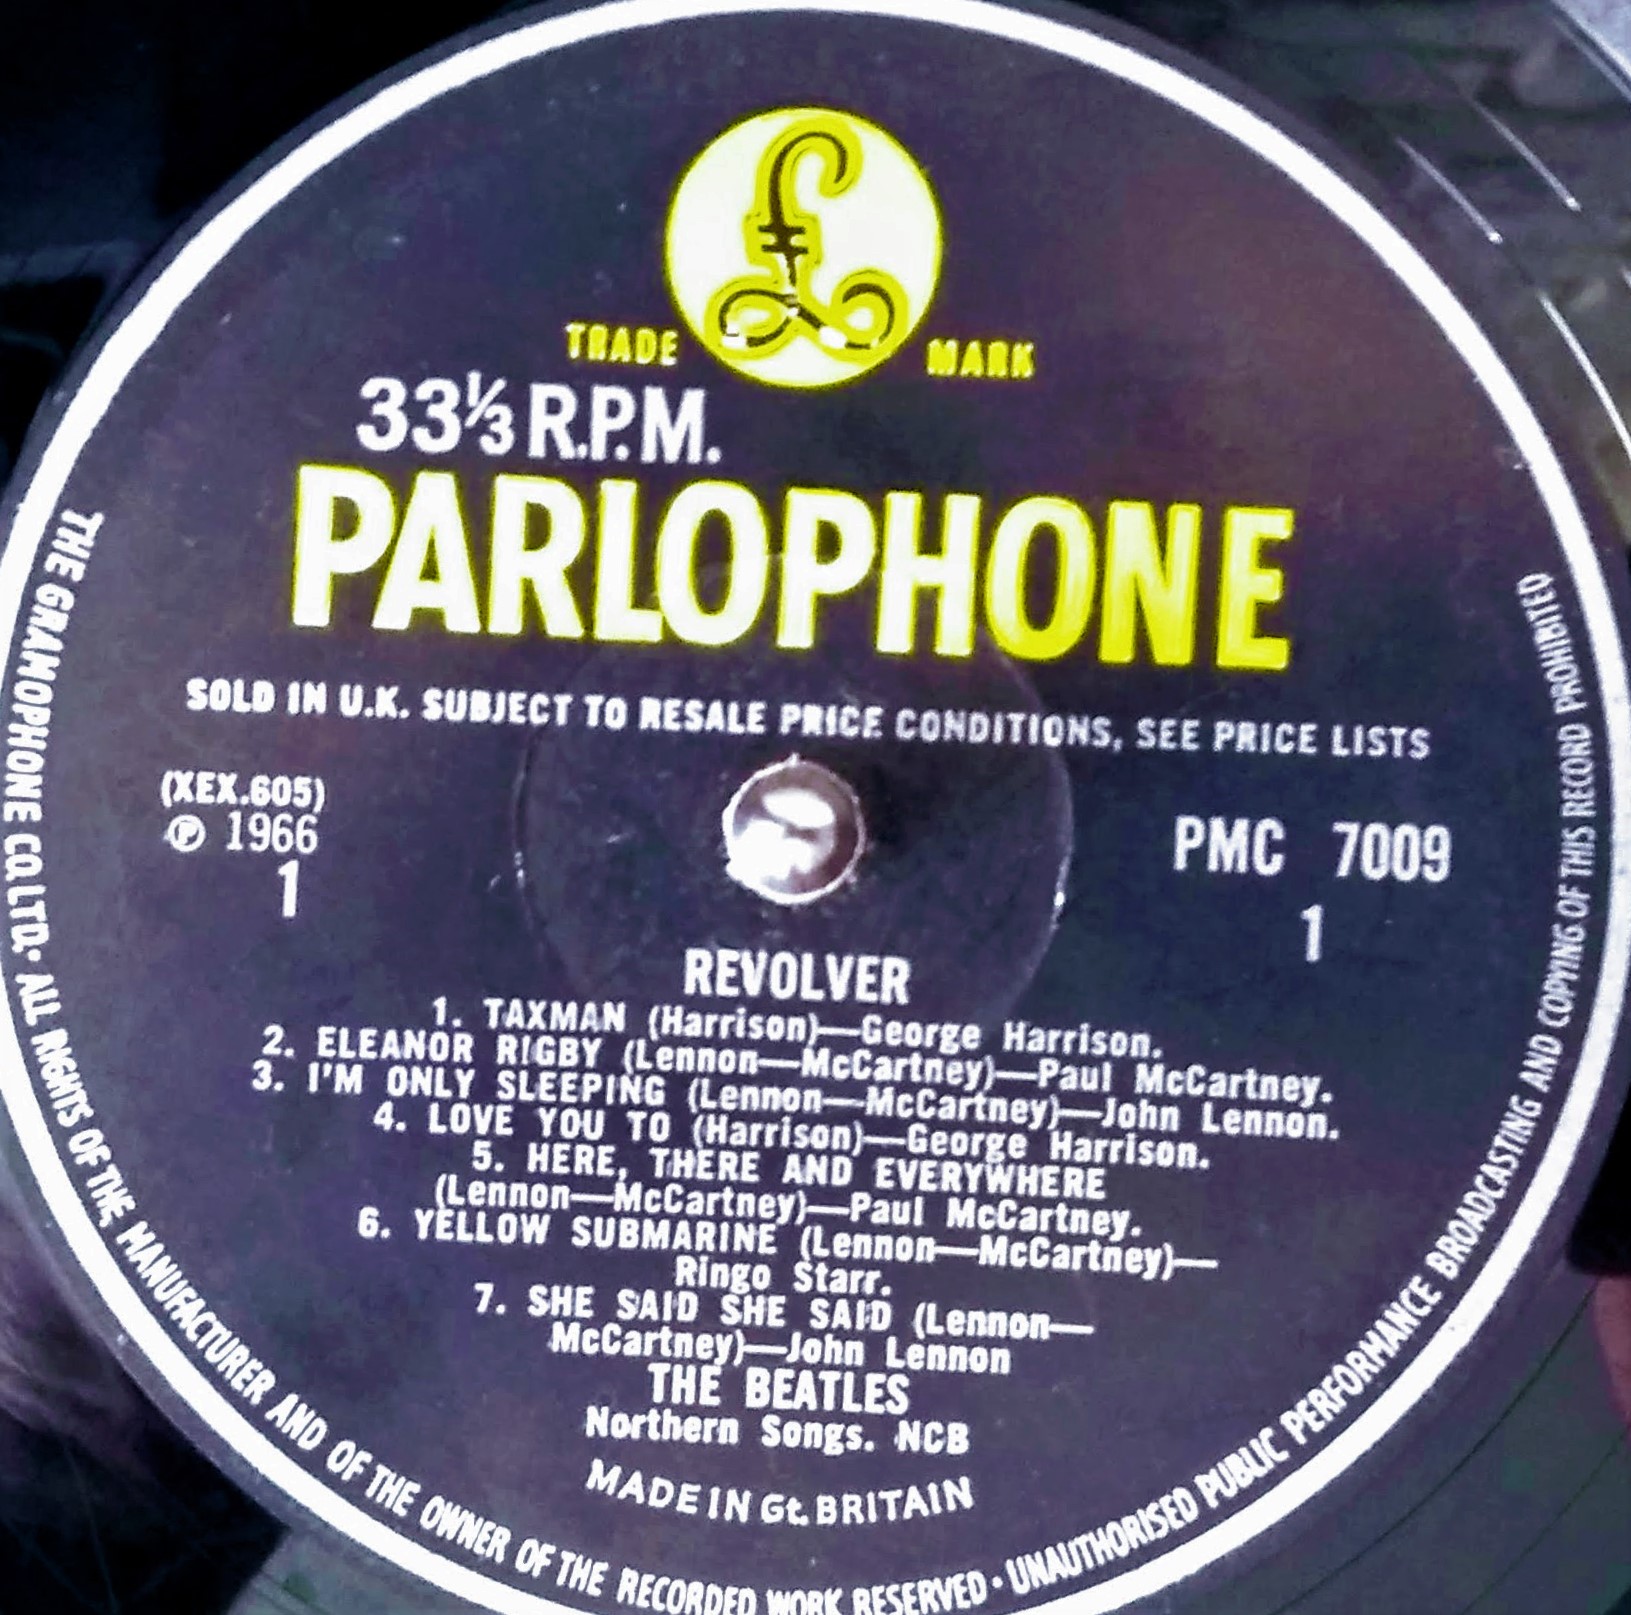 TRADE MARK
33⅓ R.P.M.
PARLOPHONE
SOLD IN U.K. SUBJECT TO RESALE PRICE CONDITIONS, SEE PRICE LISTS
(XEX.605)
℗ 1966
1
PMC 7009
1
REVOLVER
1. TAXMAN (Harrison)—George Harrison.
2. ELEANOR RIGBY (Lennon—McCartney)—Paul McCartney.
3. I'M ONLY SLEEPING (Lennon—McCartney)—John Lennon.
4. LOVE YOU TO (Harrison)—George Harrison.
5. HERE, THERE AND EVERYWHERE
(Lennon—McCartney)—Paul McCartney.
6. YELLOW SUBMARINE (Lennon—McCartney)—
Ringo Starr.
7. SHE SAID SHE SAID (Lennon—
McCartney)—John Lennon
THE BEATLES
Northern Songs. NCB
MADE IN Gt. BRITAIN
THE GRAMOPHONE CO. LTD. • ALL RIGHTS OF THE MANUFACTURER AND OF THE OWNER OF THE RECORDED WORK RESERVED • UNAUTHORISED PUBLIC PERFORMANCE BROADCASTING AND COPYING OF THIS RECORD PROHIBITED